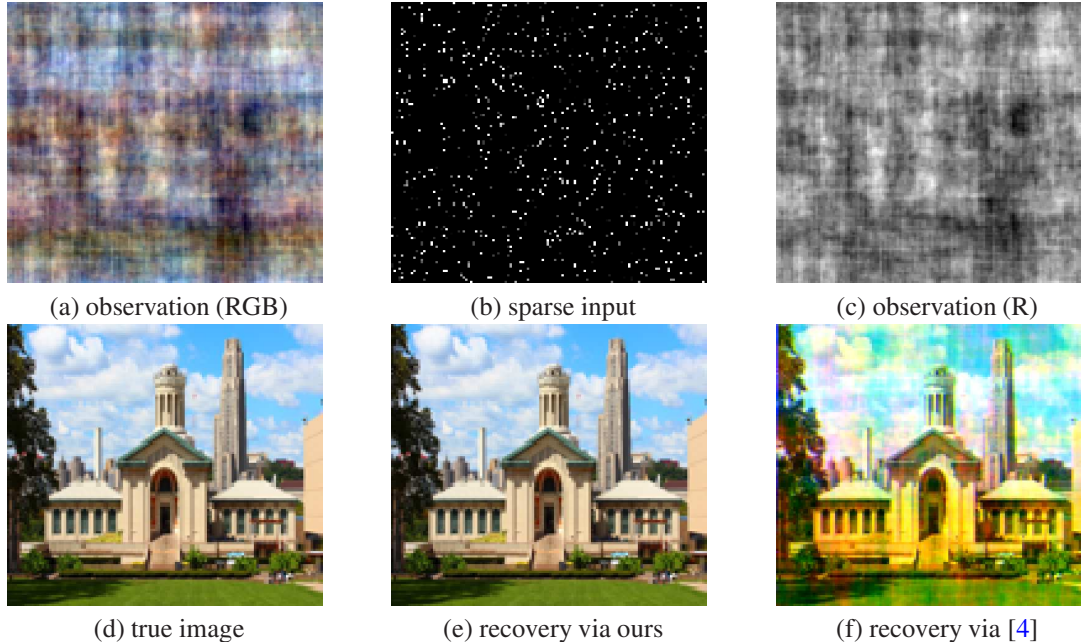 (a) observation (RGB)
(b) sparse input
(c) observation (R)
(d) true image
(e) recovery via ours
(f) recovery via [4]